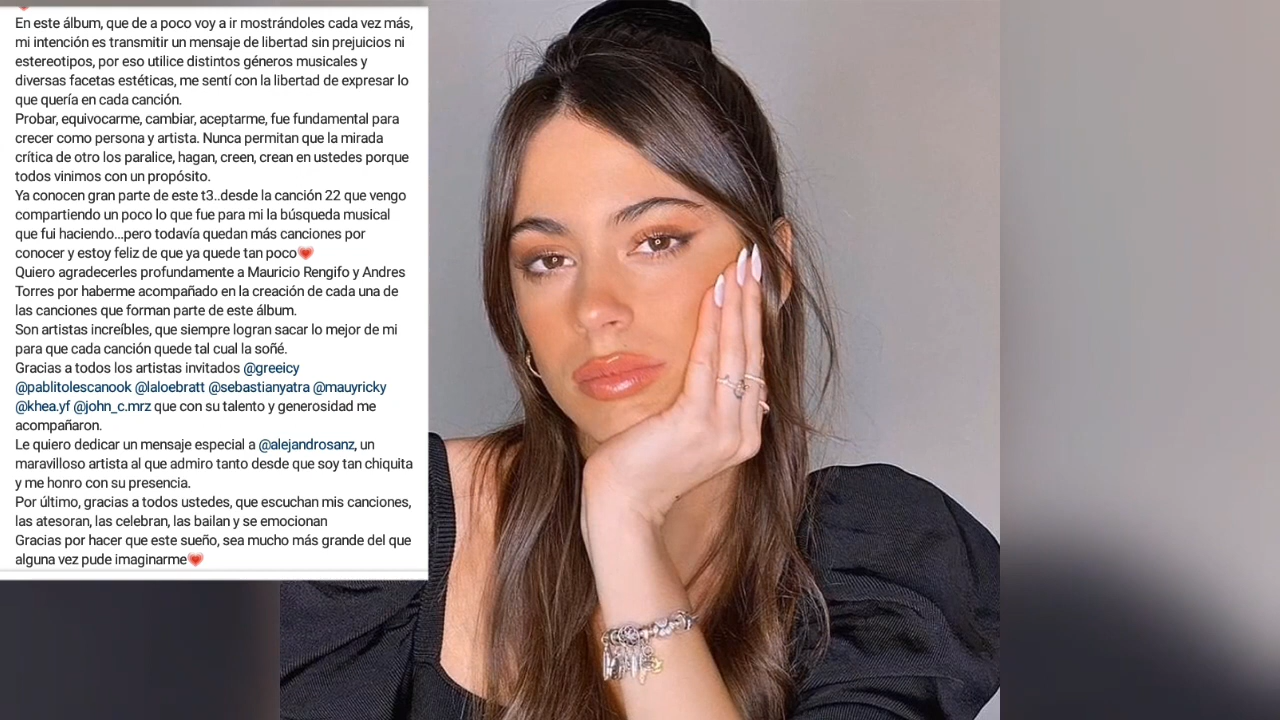 En este álbum, que de a poco voy a ir mostrándoles cada vez más,
mi intención es transmitir un mensaje de libertad sin prejuicios ni
estereotipos, por eso utilice distintos géneros musicales y
diversas facetas estéticas, me sentí con la libertad de expresar lo
que quería en cada canción.
Probar, equivocarme, cambiar, aceptarme, fue fundamental para
crecer como persona y artista. Nunca permitan que la mirada
crítica de otro los paralice, hagan, creen, crean en ustedes porque
todos vinimos con un propósito.
Ya conocen gran parte de este t3..desde la canción 22 que vengo
compartiendo un poco lo que fue para mi la búsqueda musical
que fui haciendo...pero todavía quedan más canciones por
conocer y estoy feliz de que ya quede tan poco💗
Quiero agradecerles profundamente a Mauricio Rengifo y Andres
Torres por haberme acompañado en la creación de cada una de
las canciones que forman parte de este álbum.
Son artistas increíbles, que siempre logran sacar lo mejor de mi
para que cada canción quede tal cual la soñé.
Gracias a todos los artistas invitados @greeicy
@pablitolescanook @laloebratt @sebastianyatra @mauyricky
@khea.yf @john_c.mrz que con su talento y generosidad me
acompañaron.
Le quiero dedicar un mensaje especial a @alejandrosanz, un
maravilloso artista al que admiro tanto desde que soy tan chiquita
y me honro con su presencia.
Por último, gracias a todos ustedes, que escuchan mis canciones,
las atesoran, las celebran, las bailan y se emocionan
Gracias por hacer que este sueño, sea mucho más grande del que
alguna vez pude imaginarme💗